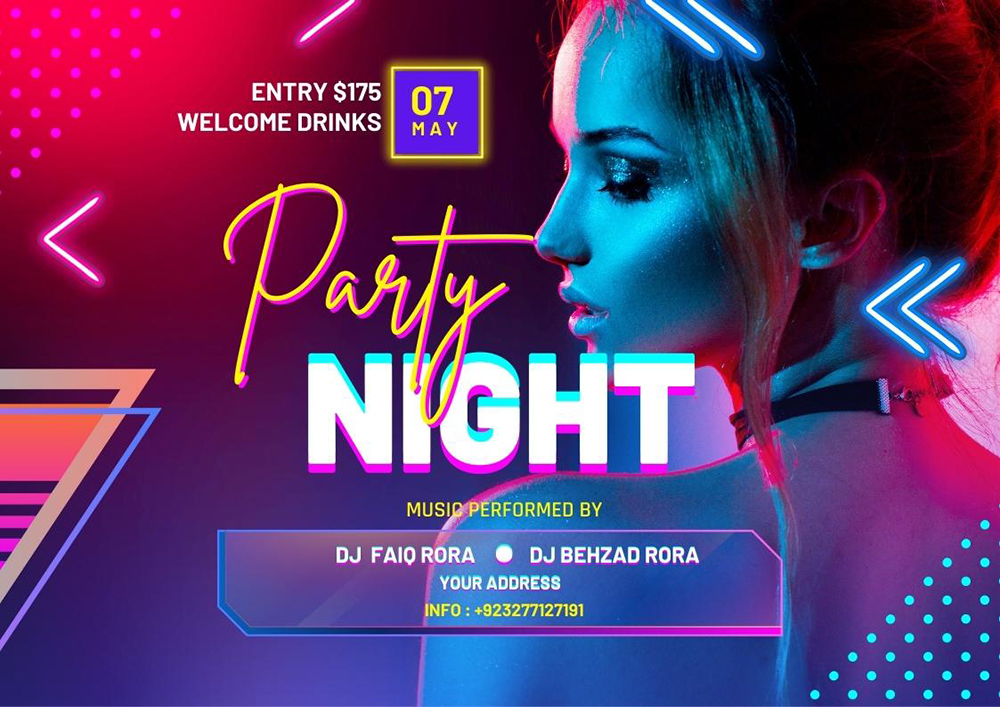 ENTRY $175
WELCOME DRINKS
07
MAY
Party
NIGHT
MUSIC PERFORMED BY
DJ FAIQ RORA DJ BEHZAD RORA
YOUR ADDRESS
INFO : +923277127191